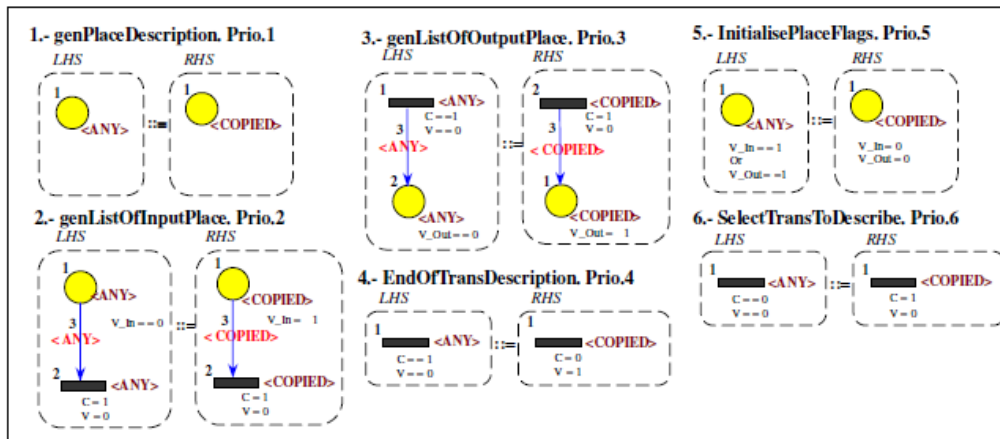 1.- genPlaceDescription. Prio.1
LHS
RHS
1
<ANY>
::=
1
<COPIED>
2.- genListOfInputPlace. Prio.2
LHS
RHS
1
<ANY>
3
V_In == 0
<ANY>
2
<ANY>
C = 1
V = 0
::=
1
<COPIED>
3
V_In = 1
<COPIED>
2
<COPIED>
C = 1
V = 0
3.- genListOfOutputPlace. Prio.3
LHS
RHS
1
<ANY>
C ==1
V == 0
3
<ANY>
2
<ANY>
V_Out == 0
::=
2
<COPIED>
C = 1
V = 0
3
< COPIED>
1
<COPIED>
V_Out = 1
4.- EndOfTransDescription. Prio.4
LHS
RHS
1
<ANY>
C == 1
V == 0
::=
1
<COPIED>
C = 0
V = 1
5.- InitialisePlaceFlags. Prio.5
LHS
RHS
1
<ANY>
V_In == 1
Or
V_Out ==1
::=
1
<COPIED>
V_In = 0
V_Out = 0
6.- SelectTransToDescribe. Prio.6
LHS
RHS
1
<ANY>
C == 0
V == 0
::=
1
<COPIED>
C = 1
V = 0